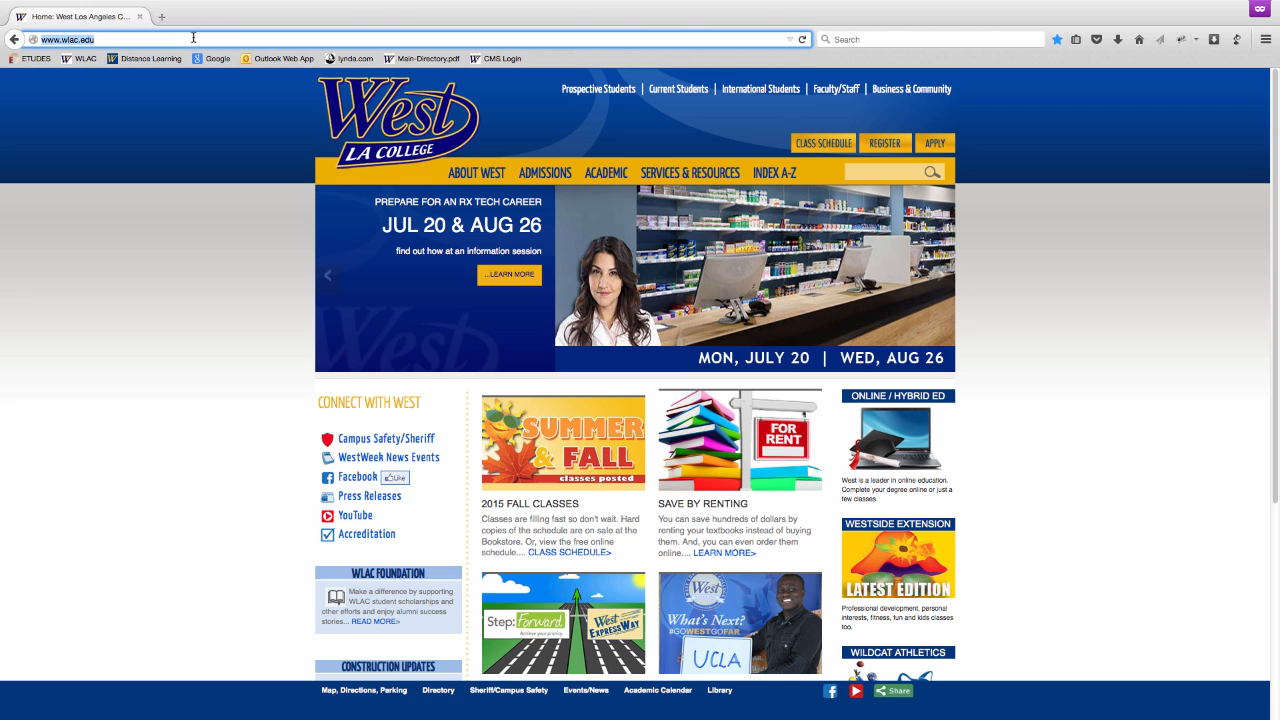 Home: West Los Angeles C...
www.wlac.edu
Search
ETUDES WLAC Distance Learning Google Outlook Web App lynda.com Main-Directory.pdf CMS Login
West
LA COLLEGE
Prospective Students | Current Students | International Students | Faculty/Staff | Business & Community
CLASS SCHEDULE REGISTER APPLY
ABOUT WEST ADMISSIONS ACADEMIC SERVICES & RESOURCES INDEX A-Z
PREPARE FOR AN RX TECH CAREER
JUL 20 & AUG 26
find out how at an information session
...LEARN MORE
West
MON, JULY 20 | WED, AUG 26
CONNECT WITH WEST
Campus Safety/Sheriff
WestWeek News Events
Facebook Like
Press Releases
YouTube
Accreditation
WLAC FOUNDATION
Make a difference by supporting
WLAC student scholarships and
other efforts and enjoy alumni success
stories... READ MORE>
CONSTRUCTION UPDATES
SUMMER
& FALL
classes posted
2015 FALL CLASSES
Classes are filling fast so don't wait. Hard
copies of the schedule are on sale at the
Bookstore. Or, view the free online
schedule.... CLASS SCHEDULE>
FOR
RENT
SAVE BY RENTING
You can save hundreds of dollars by
renting your textbooks instead of buying
them. And, you can even order them
online.... LEARN MORE>
Step:Forward
Achieve your priority.
West
EXPRESSWAY
West
What's Next?
#GOWESTGOFAR
UCLA
ONLINE / HYBRID ED
West is a leader in online education.
Complete your degree online or just a
few classes.
WESTSIDE EXTENSION
LATEST EDITION
Professional development, personal
interests, fitness, fun and kids classes
too.
WILDCAT ATHLETICS
Map, Directions, Parking Directory Sheriff/Campus Safety Events/News Academic Calendar Library
Share